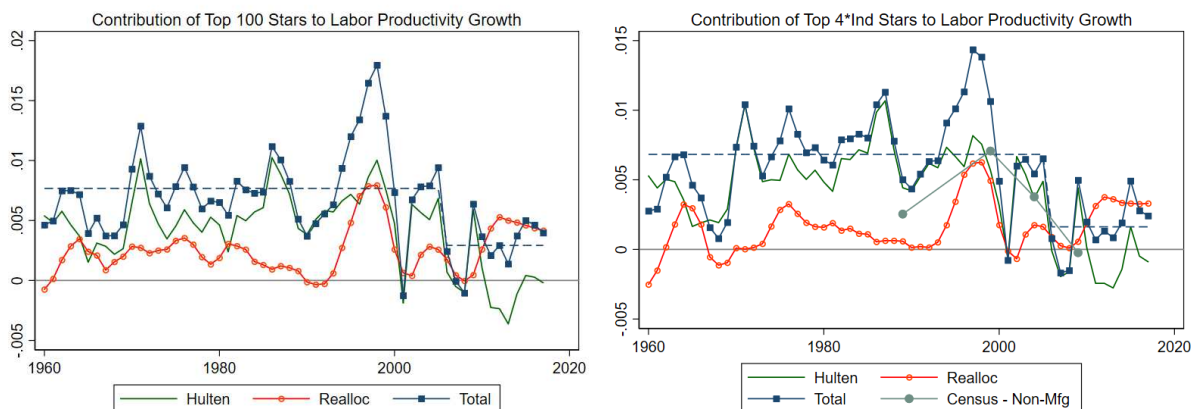 Contribution of Top 100 Stars to Labor Productivity Growth
.02
.015
.01
.005
0
-.005
1960
1980
2000
2020
Hulten
Realloc
Total
Contribution of Top 4*Ind Stars to Labor Productivity Growth
.015
.01
.005
0
-.005
1960
1980
2000
2020
Hulten
Realloc
Total
Census - Non-Mfg